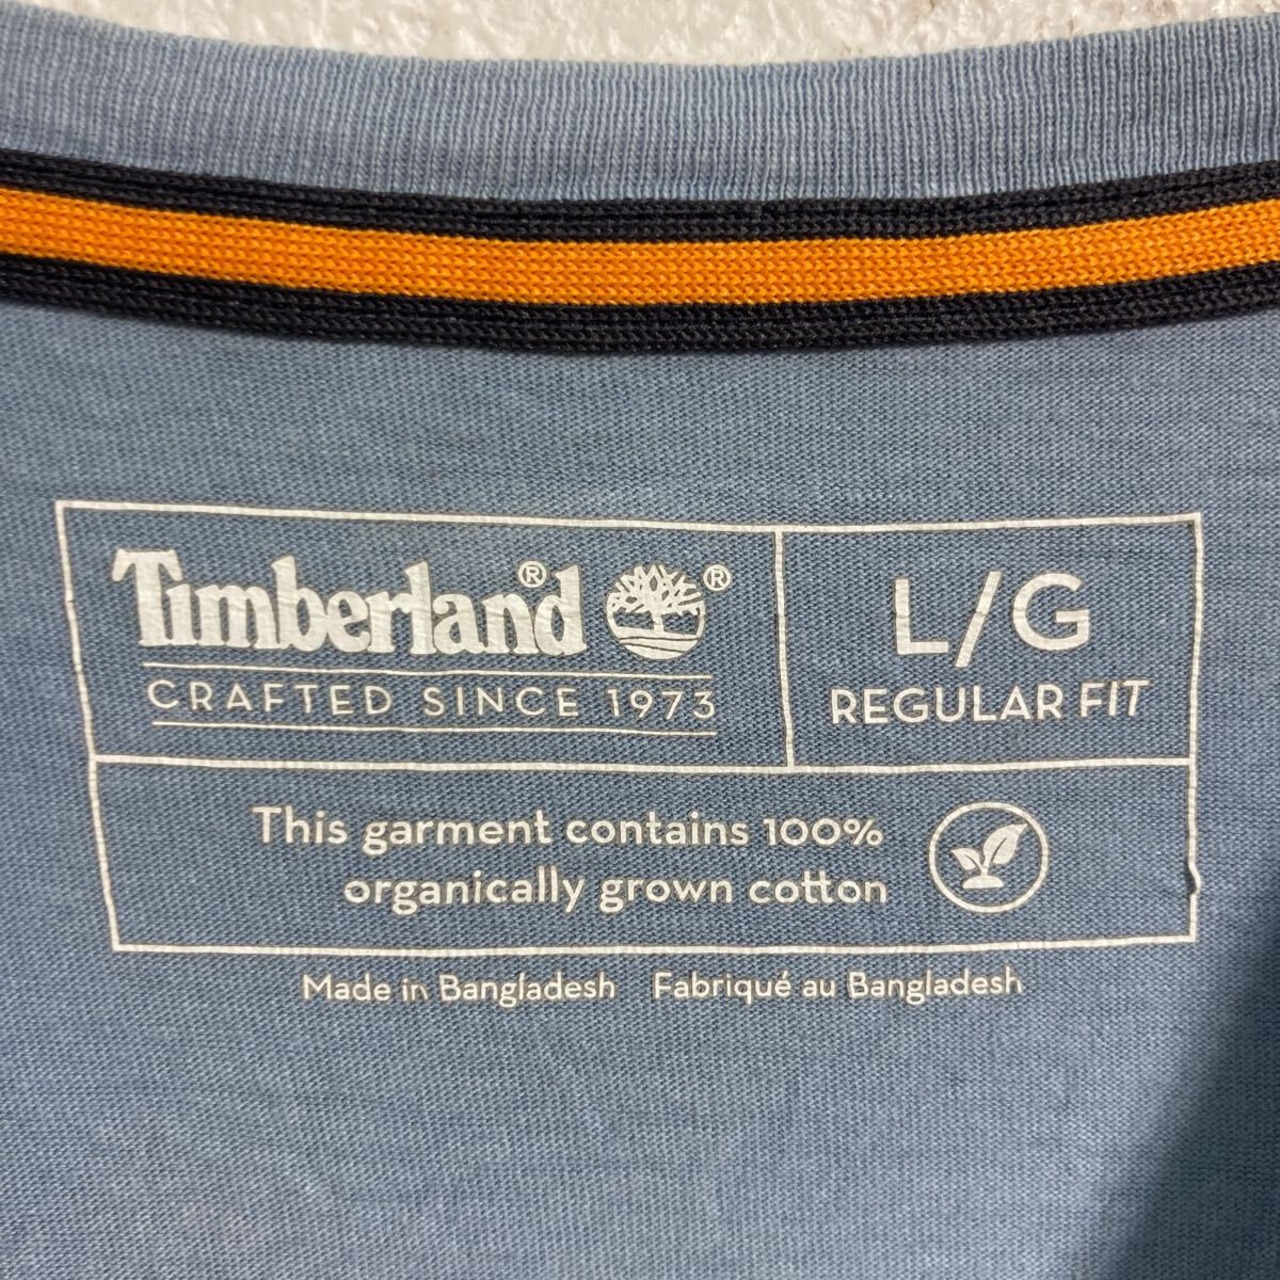 Timberland® ®
CRAFTED SINCE 1973
L/G
REGULAR FIT
This garment contains 100%
organically grown cotton
Made in Bangladesh Fabriqué au Bangladesh